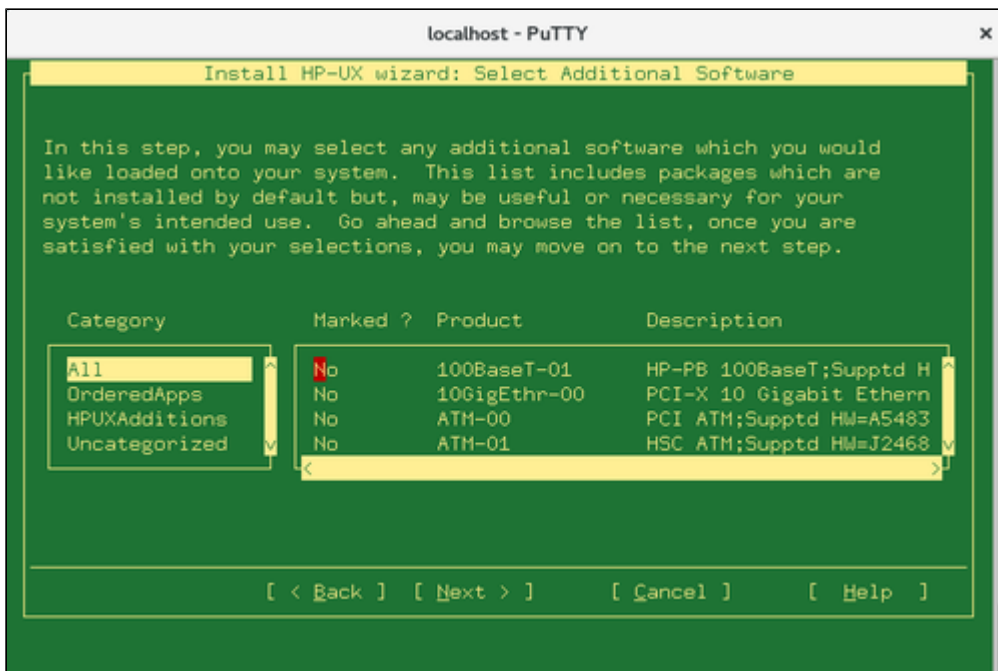 localhost - PuTTY
×
Install HP-UX wizard: Select Additional Software
In this step, you may select any additional software which you would
like loaded onto your system.  This list includes packages which are
not installed by default but, may be useful or necessary for your
system's intended use.  Go ahead and browse the list, once you are
satisfied with your selections, you may move on to the next step.
Category Marked ? Product Description
All No 100BaseT-01 HP-PB 100BaseT;Supptd H
OrderedApps No 10GigEthr-00 PCI-X 10 Gigabit Ethern
HPUXAdditions No ATM-00 PCI ATM;Supptd HW=A5483
Uncategorized No ATM-01 HSC ATM;Supptd HW=J2468
[ < Back ] [ Next > ] [ Cancel ] [ Help ]